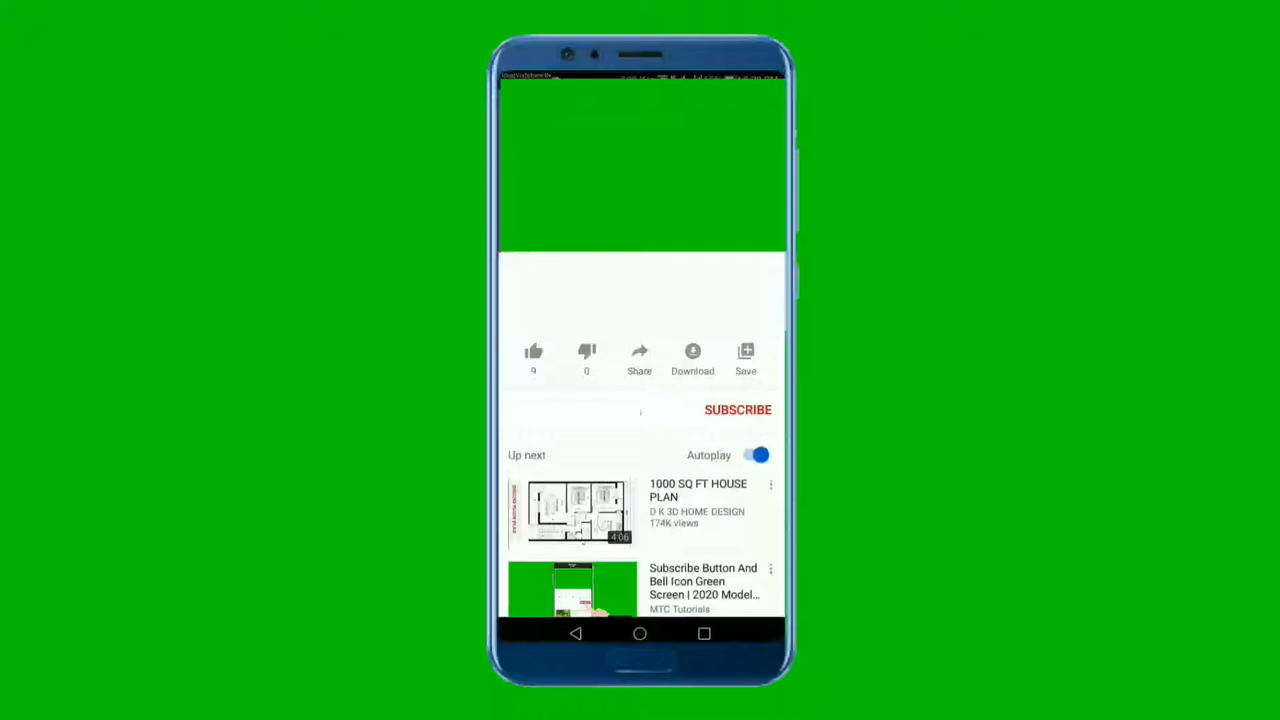 9
0
Share
Download
Save
SUBSCRIBE
Up next
Autoplay
1000 SQ FT HOUSE
PLAN
D K 3D HOME DESIGN
174K views
4:06
Subscribe Button And
Bell Icon Green
Screen | 2020 Model...
MTC Tutorials